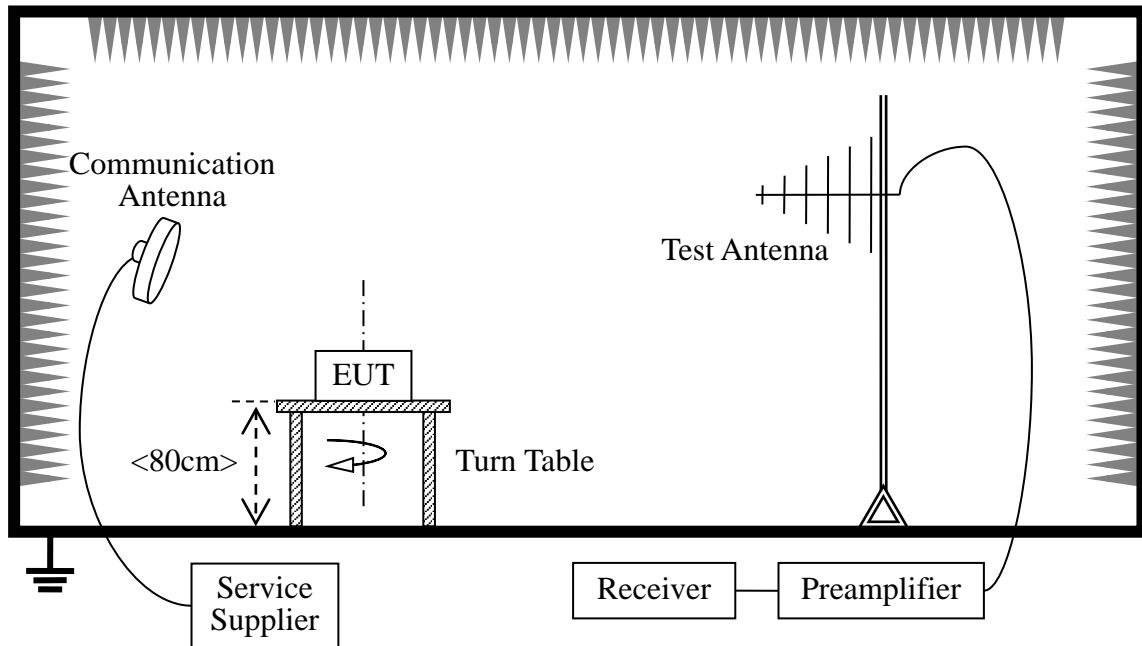 Communication
Antenna
Test Antenna
EUT
<80cm>
Turn Table
Service
Supplier
Receiver
Preamplifier